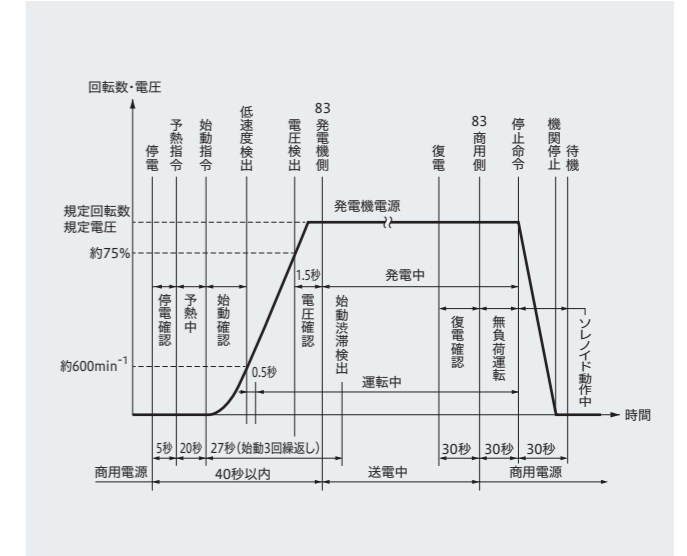 回転数・電圧
停電
予熱指令
始動指令
低速度検出
電圧検出
83発電機側
復電
83商用側
停止命令
機関停止
待機
規定回転数
規定電圧
発電機電源
約75%
1.5秒
発電中
停電確認
予熱中
始動確認
電圧確認
始動渋滞検出
復電確認
無負荷運転
ソレノイド動作中
約600min⁻¹
0.5秒
運転中
時間
5秒
20秒
27秒(始動3回繰返し)
30秒
30秒
30秒
商用電源
40秒以内
送電中
商用電源